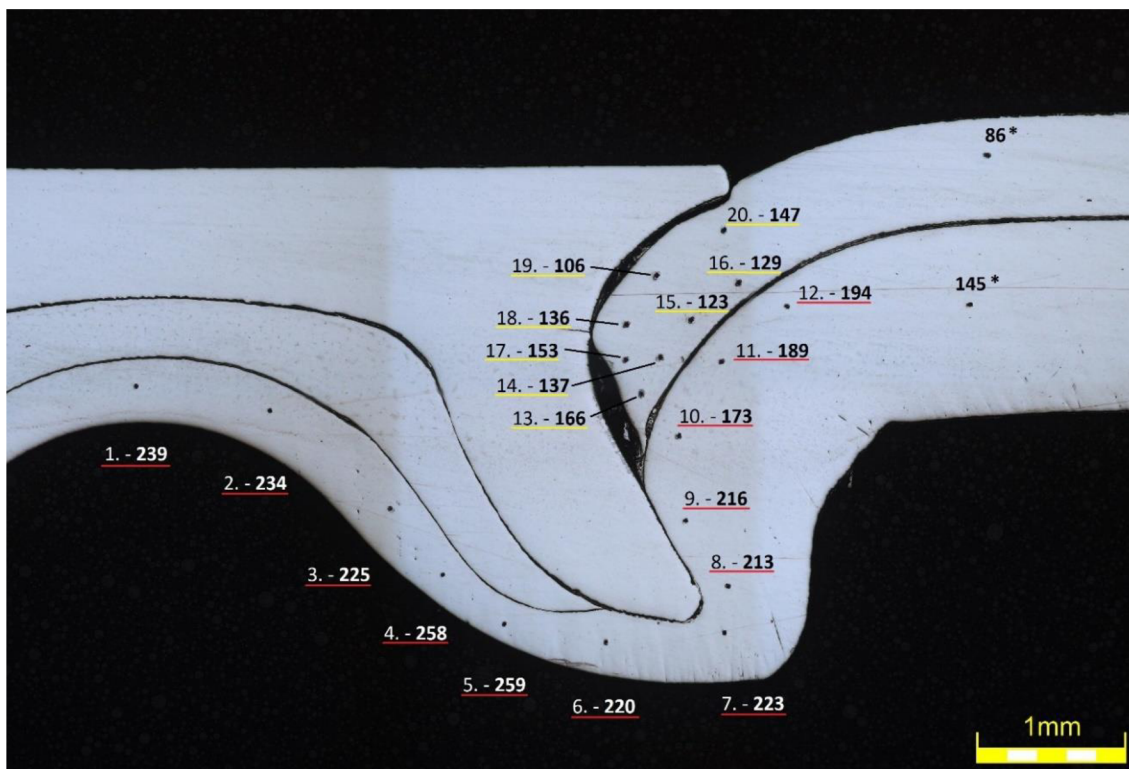 86 *
20. - 147
19. - 106
16. - 129
145 *
12. - 194
15. - 123
18. - 136
17. - 153
11. - 189
14. - 137
13. - 166
10. - 173
1. - 239
2. - 234
9. - 216
8. - 213
3. - 225
4. - 258
5. - 259
6. - 220
7. - 223
1mm